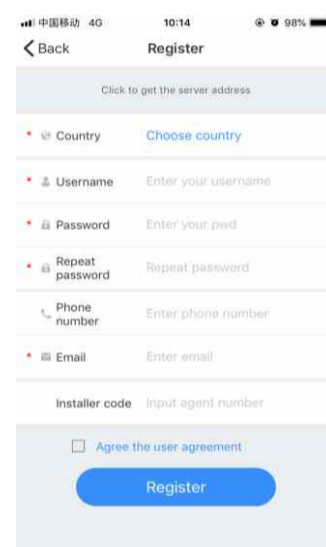 中国移动 4G 10:14 98%
Back Register
Click to get the server address
* Country Choose country
* Username Enter your username
* Password Enter your pwd
* Repeat
password Repeat password
Phone
number Enter phone number
* Email Enter email
Installer code Input agent number
Agree the user agreement
Register